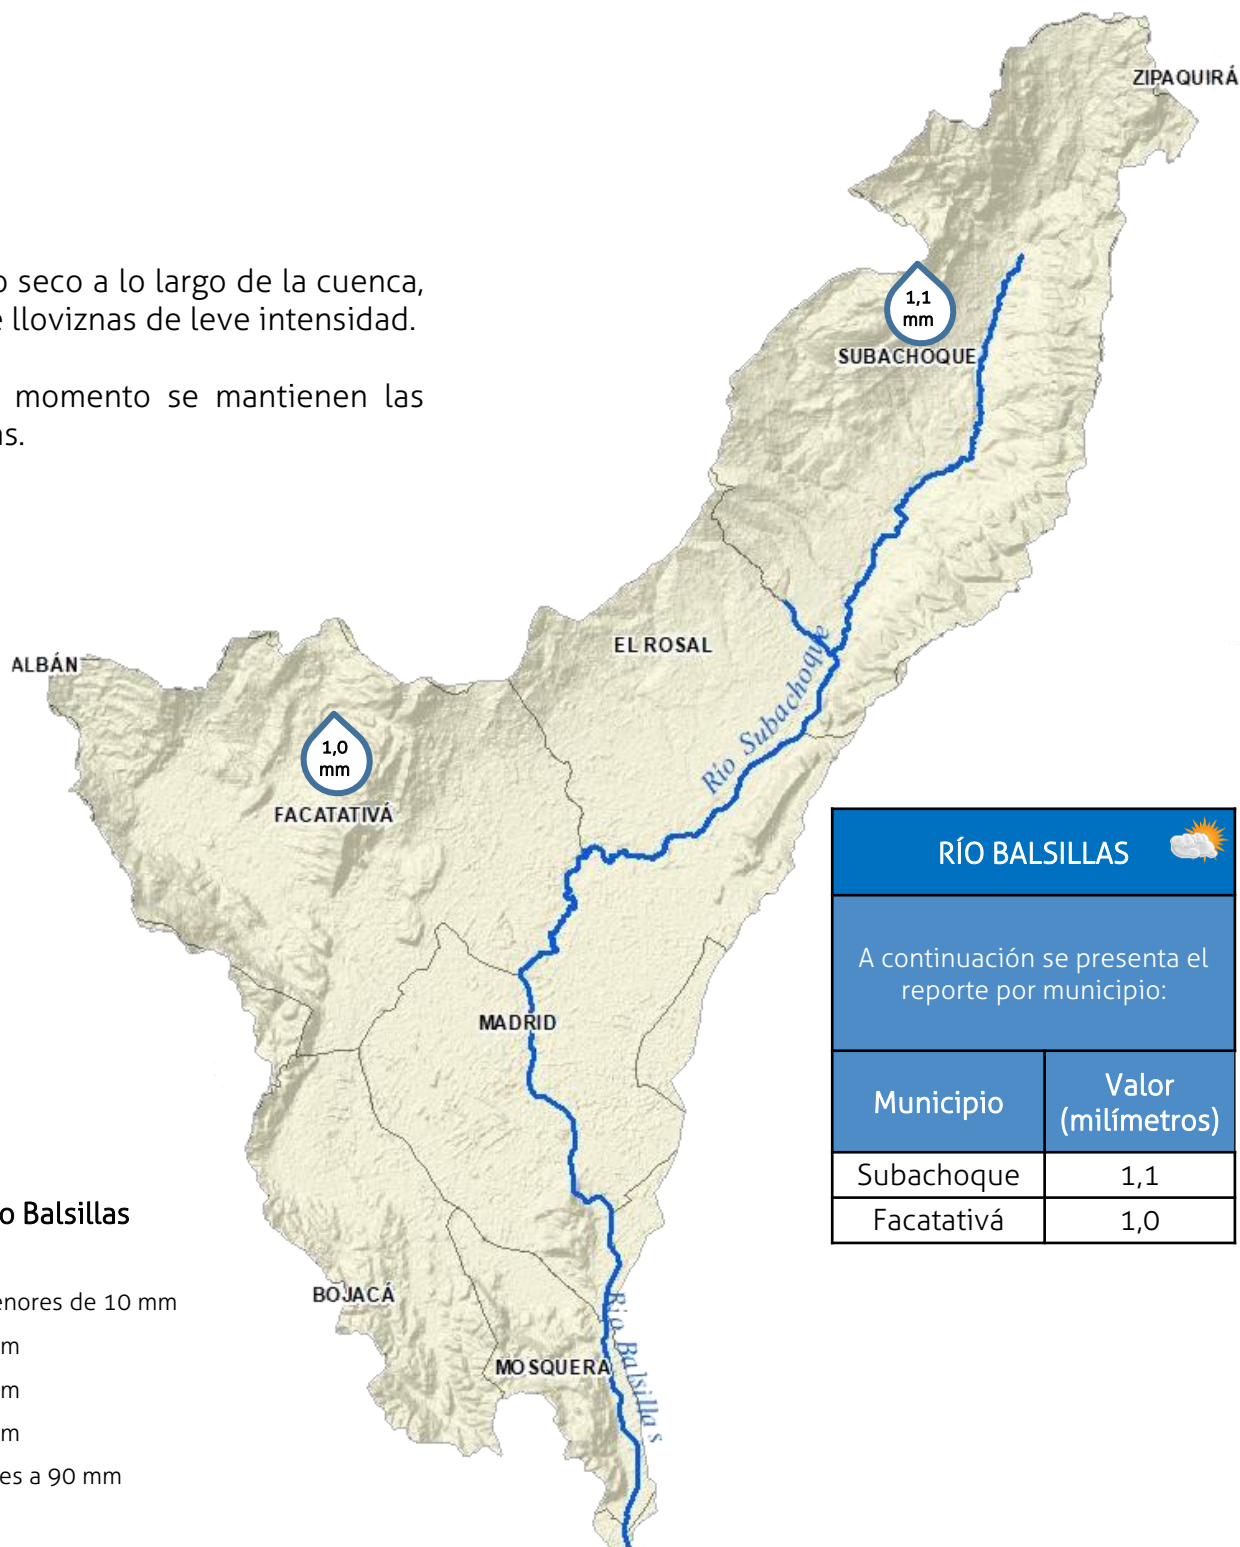 ZIPAQUIRÁ
seco a lo largo de la cuenca,
lloviznas de leve intensidad.
momento se mantienen las
1,1
mm
SUBACHOQUE
EL ROSAL
ALBÁN
Río Subachoque
1,0
mm
FACATATIVÁ
MADRID
BOJACÁ
MOSQUERA
Río Balsillas
RÍO BALSILLAS
A continuación se presenta el
reporte por municipio:
Municipio
Valor
(milímetros)
Subachoque 1,1
Facatativá 1,0
o Balsillas
enores de 10 mm
m
m
m
es a 90 mm